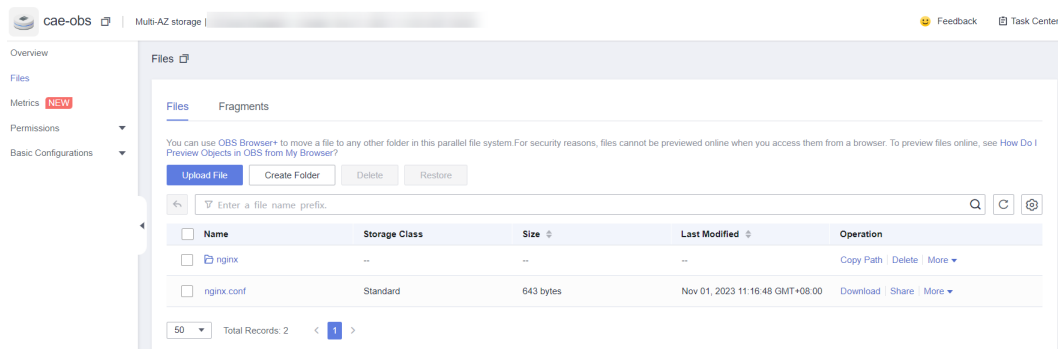 cae-obs
Multi-AZ storage |
Feedback
Task Center
Overview
Files
Metrics NEW
Permissions
Basic Configurations
Files
Files
Fragments
You can use OBS Browser+ to move a file to any other folder in this parallel file system.For security reasons, files cannot be previewed online when you access them from a browser. To preview files online, see How Do I
Preview Objects in OBS from My Browser?
Upload File
Create Folder
Delete
Restore
Enter a file name prefix.
Name
Storage Class
Size
Last Modified
Operation
nginx
--
--
--
Copy Path | Delete | More
nginx.conf
Standard
643 bytes
Nov 01, 2023 11:16:48 GMT+08:00
Download | Share | More
50
Total Records: 2
< 1 >